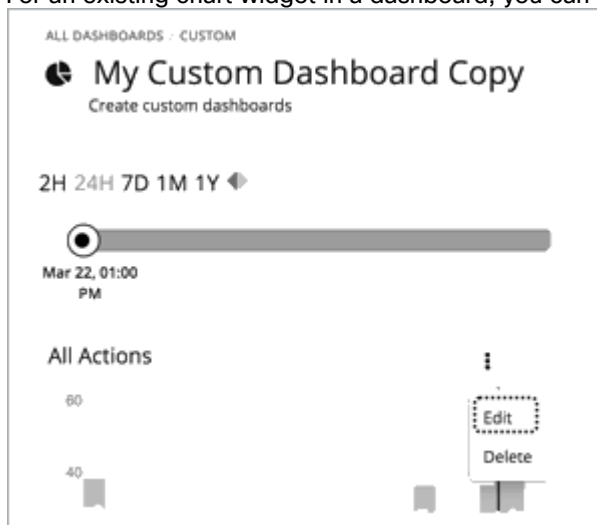 For an existing chart widget in a dashboard, you can
ALL DASHBOARDS / CUSTOM
My Custom Dashboard Copy
Create custom dashboards
2H 24H 7D 1M 1Y
Mar 22, 01:00
PM
All Actions
60
Edit
Delete
40